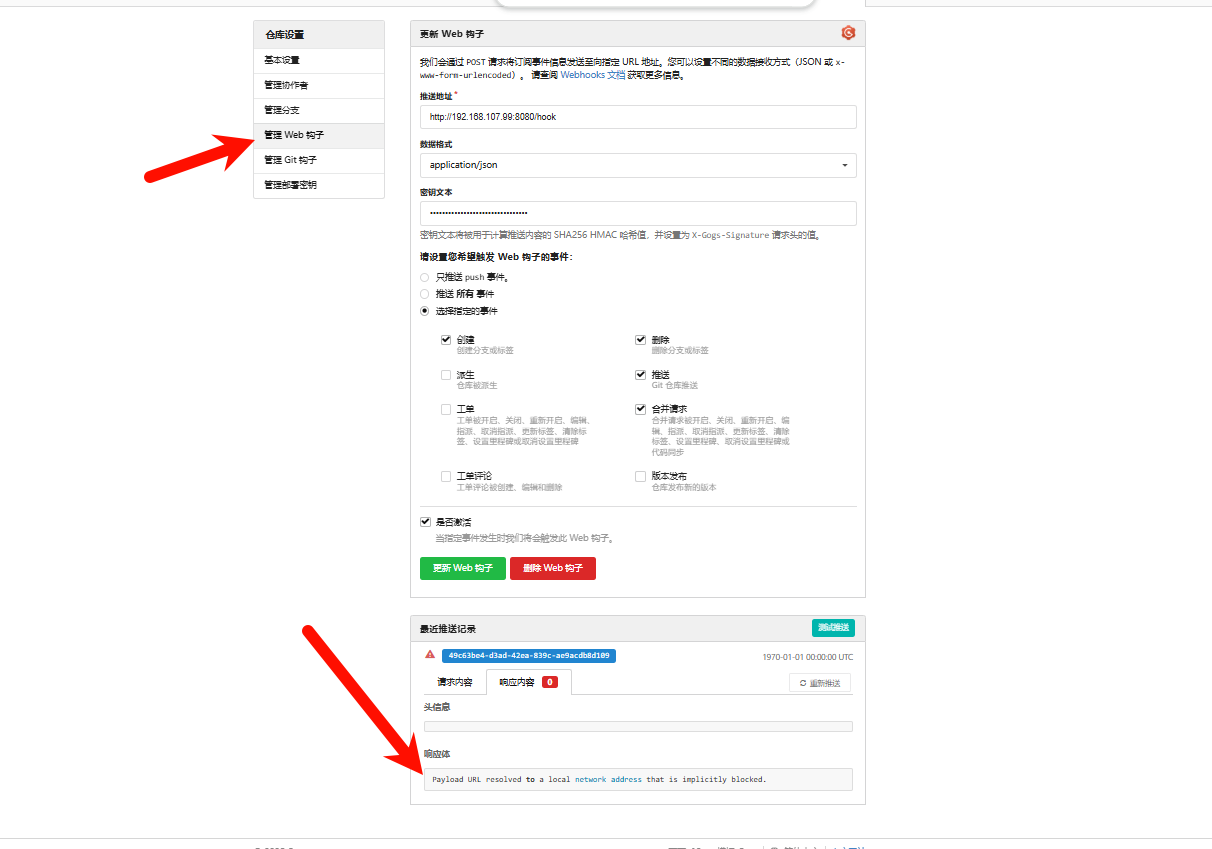 仓库设置
基本设置
管理协作者
管理分支
管理 Web 钩子
管理 Git 钩子
管理部署密钥
更新 Web 钩子
我们会通过 POST 请求将订阅事件信息发送至向指定 URL 地址。您可以设置不同的数据接收方式（JSON 或 x-
www-form-urlencoded）。 请查阅 Webhooks 文档 获取更多信息。
推送地址 *
http://192.168.107.99:8080/hook
数据格式
application/json
密钥文本
密钥文本将被用于计算推送内容的 SHA256 HMAC 哈希值，并设置为 X-Gogs-Signature 请求头的值。
请设置您希望触发 Web 钩子的事件：
只推送 push 事件。
推送 所有 事件
选择指定的事件
创建
创建分支或标签
删除
删除分支或标签
派生
仓库被派生
推送
Git 仓库推送
工单
工单被开启、关闭、重新开启、编辑、
指派、取消指派、更新标签、清除标
签、设置里程碑或取消设置里程碑
合并请求
合并请求被开启、关闭、重新开启、编
辑、指派、取消指派、更新标签、清除
标签、设置里程碑、取消设置里程碑或
代码同步
工单评论
工单评论被创建、编辑和删除
版本发布
仓库发布新的版本
是否激活
当指定事件发生时我们将会触发此 Web 钩子。
更新 Web 钩子
删除 Web 钩子
最近推送记录
测试推送
49c63be4-d3ad-42ea-839c-ae9acdb8d109
1970-01-01 00:00:00 UTC
请求内容
响应内容 0
重新推送
头信息
响应体
Payload URL resolved to a local network address that is implicitly blocked.